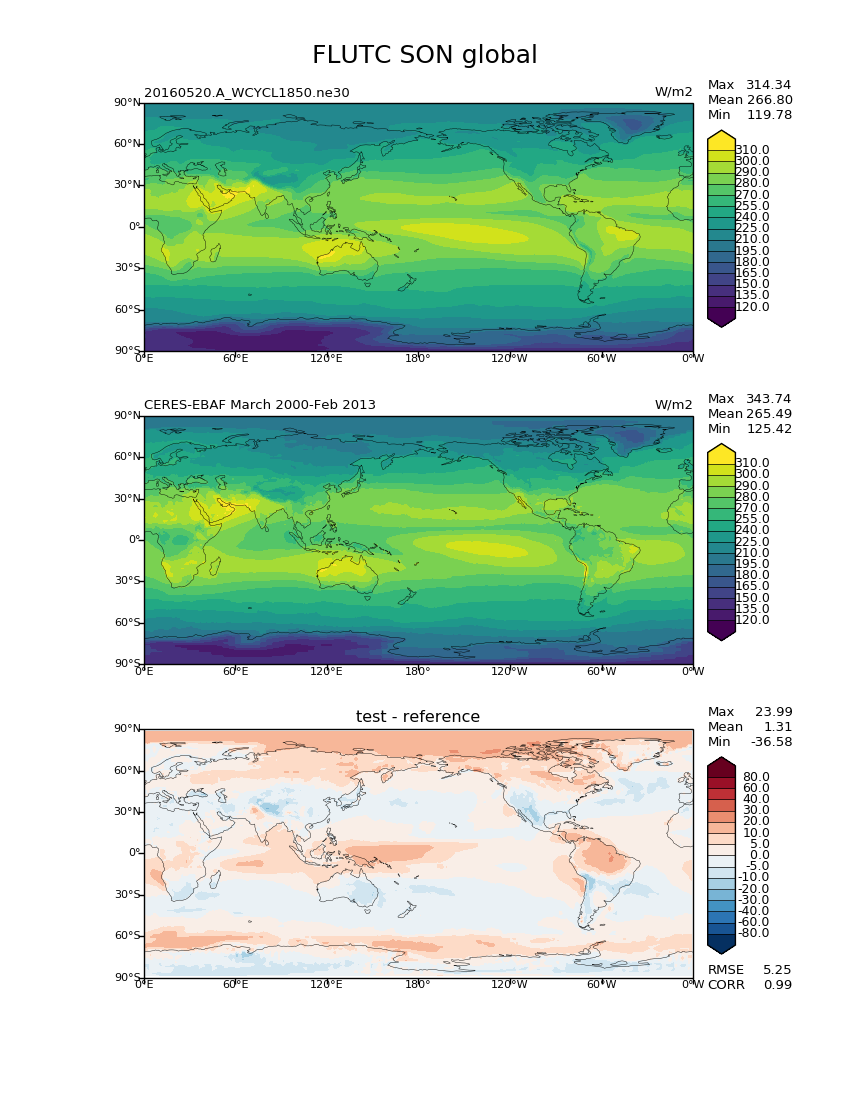 FLUTC SON global
20160520.A_WCYCL1850.ne30 W/m2
Max 314.34
Mean 266.80
Min 119.78
90°N
60°N
30°N
0°
30°S
60°S
90°S
0°E 60°E 120°E 180° 120°W 60°W 0°W
310.0
300.0
290.0
280.0
270.0
255.0
240.0
225.0
210.0
195.0
180.0
165.0
150.0
135.0
120.0
CERES-EBAF March 2000-Feb 2013 W/m2
Max 343.74
Mean 265.49
Min 125.42
90°N
60°N
30°N
0°
30°S
60°S
90°S
0°E 60°E 120°E 180° 120°W 60°W 0°W
310.0
300.0
290.0
280.0
270.0
255.0
240.0
225.0
210.0
195.0
180.0
165.0
150.0
135.0
120.0
test - reference
Max 23.99
Mean 1.31
Min -36.58
90°N
60°N
30°N
0°
30°S
60°S
90°S
0°E 60°E 120°E 180° 120°W 60°W 0°W
80.0
60.0
40.0
30.0
20.0
10.0
5.0
0.0
-5.0
-10.0
-20.0
-30.0
-40.0
-60.0
-80.0
RMSE 5.25
CORR 0.99